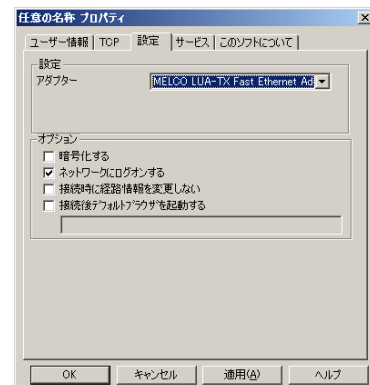 任意の名称 プロパティ
ユーザー情報 TCP 設定 サービス このソフトについて
設定
アダプター MELCO LUA-TX Fast Ethernet Ad
オプション
暗号化する
ネットワークにログオンする
接続時に経路情報を変更しない
接続後デフォルトブラウザを起動する
OK キャンセル 適用(A) ヘルプ